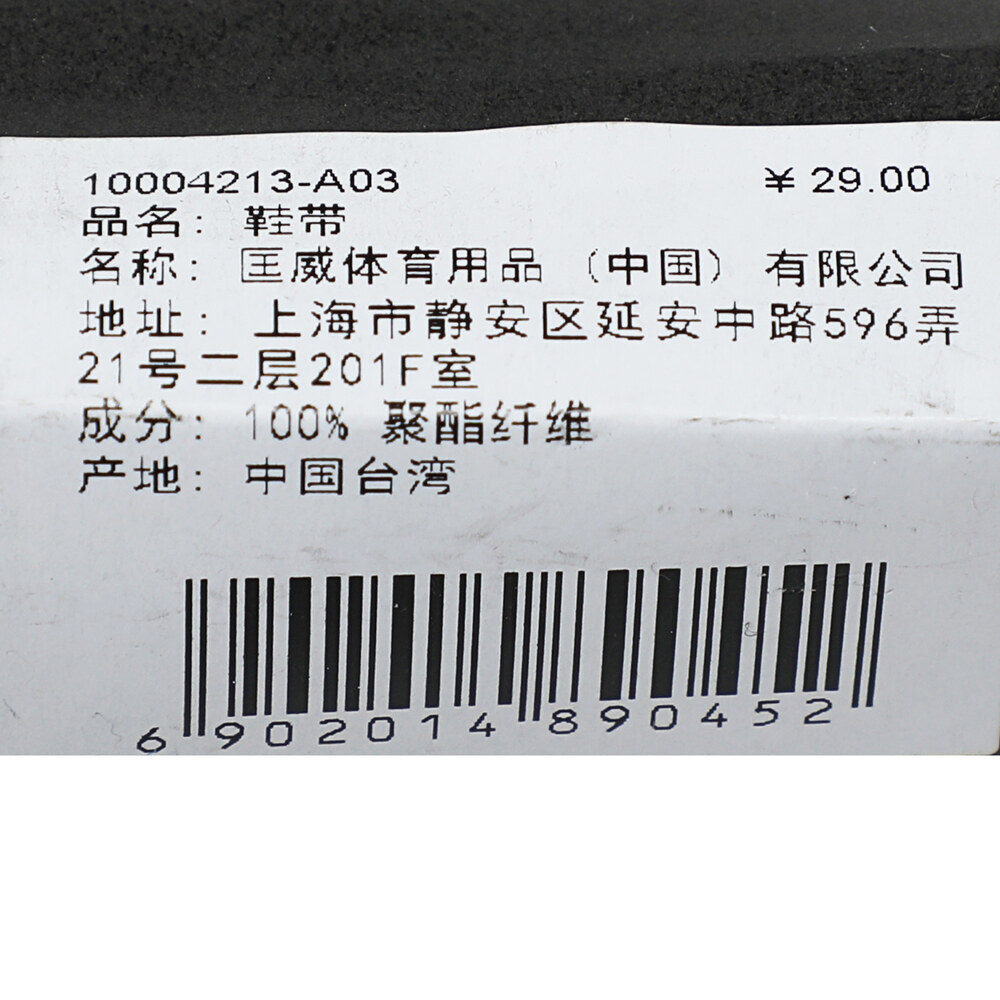 10004213-A03 ¥ 29.00
品名：鞋带
名称：匡威体育用品（中国）有限公司
地址：上海市静安区延安中路596弄
21号二层201F室
成分：100% 聚酯纤维
产地：中国台湾
6 902014 890452